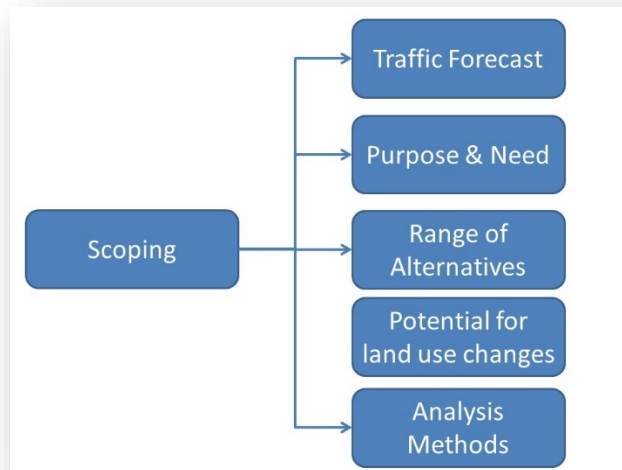 Traffic Forecast
Purpose & Need
Scoping
Range of
Alternatives
Potential for
land use changes
Analysis
Methods